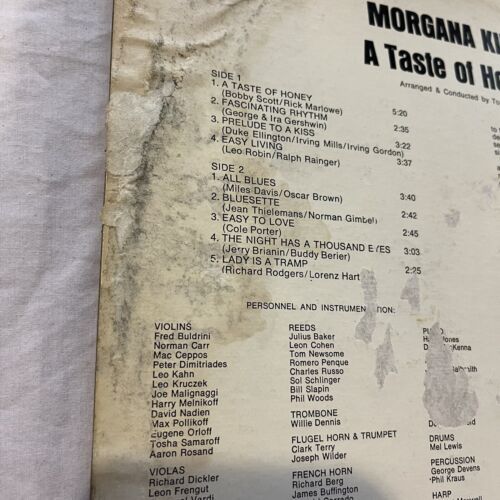 MORGANA
A Taste of
Arranged & Conducted by
SIDE 1
1. A TASTE OF HONEY
(Bobby Scott/Rick Marlowe) 5:20
2. FASCINATING RHYTHM
(George & Ira Gershwin) 2:35
3. PRELUDE TO A KISS
(Duke Ellington/Irving Mills/Irving Gordon) 3:22
4. EASY LIVING
(Leo Robin/Ralph Rainger) 3:37
SIDE 2
1. ALL BLUES
(Miles Davis/Oscar Brown) 3:40
2. BLUESETTE
(Jean Thielemans/Norman Gimbel) 2:42
3. EASY TO LOVE
(Cole Porter) 2:45
4. THE NIGHT HAS A THOUSAND E/ES
(Jerry Brianin/Buddy Berier) 3:03
5. LADY IS A TRAMP
(Richard Rodgers/Lorenz Hart 2:25
PERSONNEL AND
VIOLINS
Fred Buldrini
Norman Carr
Mac Ceppos
Peter Dimitriades
Leo Kahn
Leo Kruczek
Joe Malignaggi
Harry Melnikoff
David Nadien
Max Pollikoff
Eugene Orloff
Tosha Samaroff
Aaron Rosand
VIOLAS
Richard Dickler
Leon Frengut
Vardi
REEDS
Julius Baker
Leon Cohen
Tom Newsome
Romero Penque
Charles Russo
Sol Schlinger
Bill Slapin
Phil Woods
TROMBONE
Willie Dennis
FLUGEL HORN & TRUMPET
Clark Terry
Joseph Wilder
FRENCH HORN
Richard Berg
James Buffington
Jones
DRUMS
Mel Lewis
PERCUSSION
George Devens
Phil Kraus
HARP